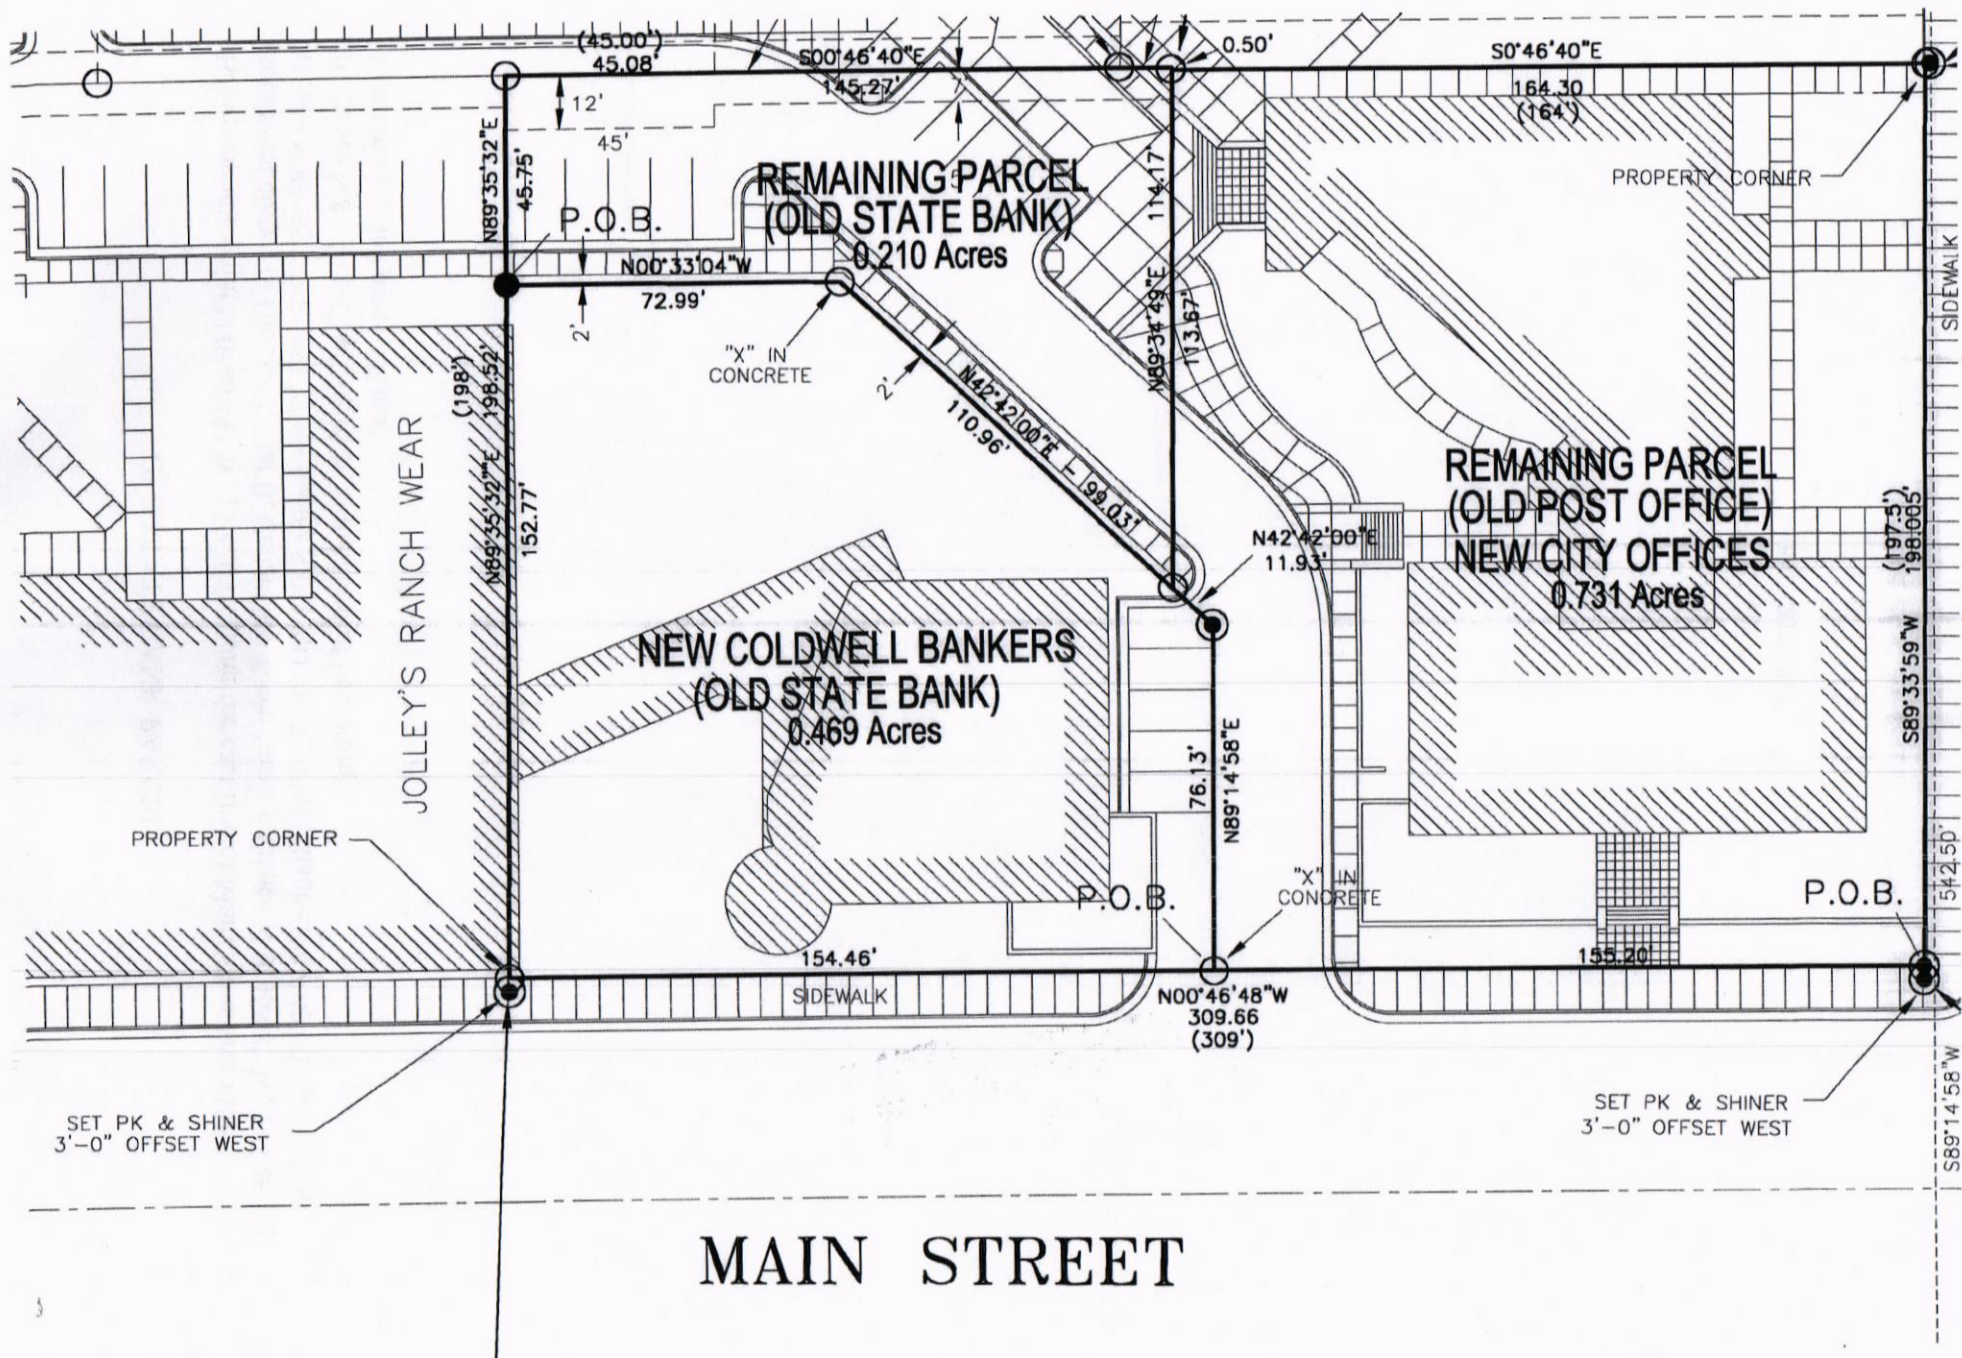 (45.00')
45.08'
S00°46'40"E
145.27'
0.50'
S0°46'40"E
164.30
(164')
12'
45'
7'
N89°35'32"E
45.75'
P.O.B.
REMAINING PARCEL
(OLD STATE BANK)
0.210 Acres
114.17'
N89°34'49"E
113.67'
PROPERTY CORNER
SIDEWALK
N00°33'04"W
72.99'
2'
"X" IN
CONCRETE
2'
N42°42'00"E - 99.03'
110.96'
(198')
N89°35'32"E 198.52'
152.77'
JOLLEY'S RANCH WEAR
REMAINING PARCEL
(OLD POST OFFICE)
NEW CITY OFFICES
0.731 Acres
(197.5')
198.005'
S89°33'59"W
N42°42'00"E
11.93'
NEW COLDWELL BANKERS
(OLD STATE BANK)
0.469 Acres
76.13'
N89°14'58"E
PROPERTY CORNER
P.O.B.
"X" IN
CONCRETE
P.O.B.
542.50'
154.46'
155.20'
SIDEWALK
N00°46'48"W
309.66
(309')
SET PK & SHINER
3'-0" OFFSET WEST
SET PK & SHINER
3'-0" OFFSET WEST
S89°14'58"W
MAIN STREET